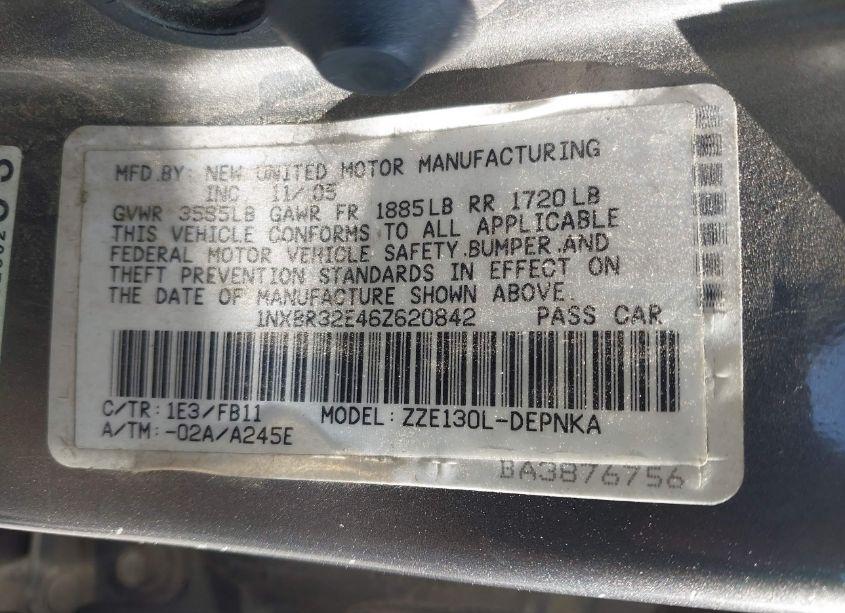 MFD.BY: NEW UNITED MOTOR MANUFACTURING
INC 11/05
GVWR 3585LB GAWR FR 1885LB RR 1720LB
THIS VEHICLE CONFORMS TO ALL APPLICABLE
FEDERAL MOTOR VEHICLE SAFETY.BUMPER.AND
THEFT PREVENTION STANDARDS IN EFFECT ON
THE DATE OF MANUFACTURE SHOWN ABOVE.
1NXBR32E46Z620842 PASS CAR
C/TR:1E3/FB11 MODEL:ZZE130L-DEPNKA
A/TM:-02A/A245E
BA3876756